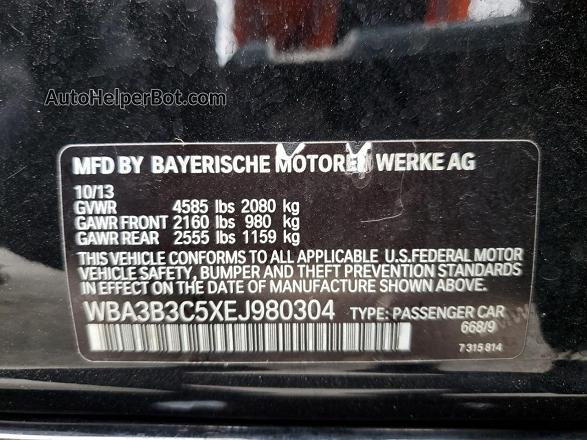 AutoHelperBot.com
MFD BY BAYERISCHE MOTOREN WERKE AG
10/13
GVWR 4585 lbs 2080 kg
GAWR FRONT 2160 lbs 980 kg
GAWR REAR 2555 lbs 1159 kg
THIS VEHICLE CONFORMS TO ALL APPLICABLE U.S.FEDERAL MOTOR
VEHICLE SAFETY, BUMPER AND THEFT PREVENTION STANDARDS IN
EFFECT ON THE DATE OF MANUFACTURE SHOWN ABOVE.
WBA3B3C5XEJ980304 TYPE: PASSENGER CAR
668/9
7 315 814